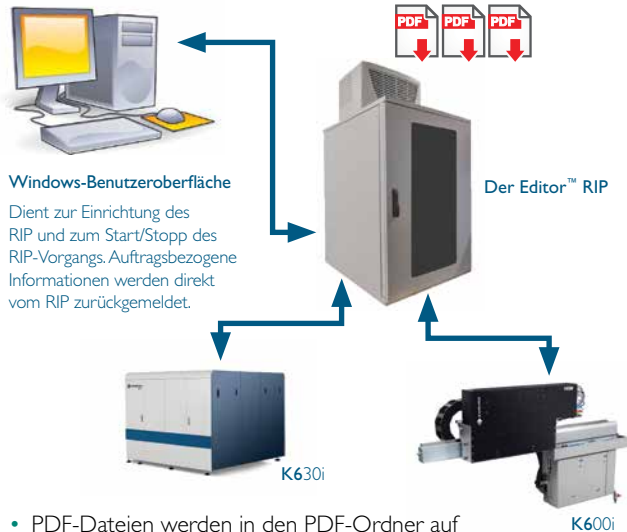 PDF PDF PDF
Windows-Benutzeroberfläche
Dient zur Einrichtung des
RIP und zum Start/Stopp des
RIP-Vorgangs. Auftragsbezogene
Informationen werden direkt
vom RIP zurückgemeldet.
Der Editor™ RIP
K630i
K600i
• PDF-Dateien werden in den PDF-Ordner auf